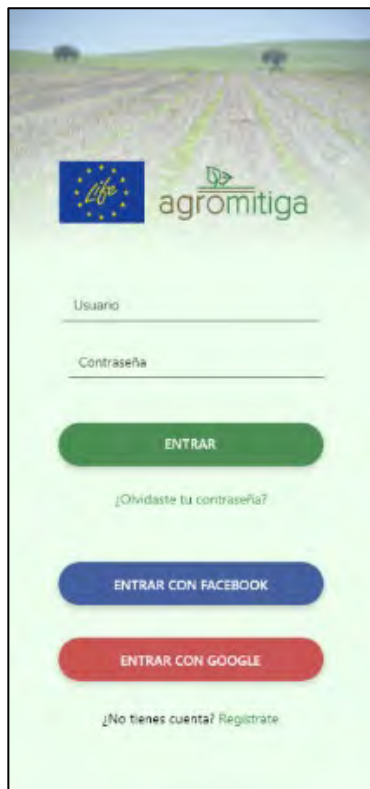 Life
agromitiga
Usuario
Contraseña
ENTRAR
¿Olvidaste tu contraseña?
ENTRAR CON FACEBOOK
ENTRAR CON GOOGLE
¿No tienes cuenta? Regístrate